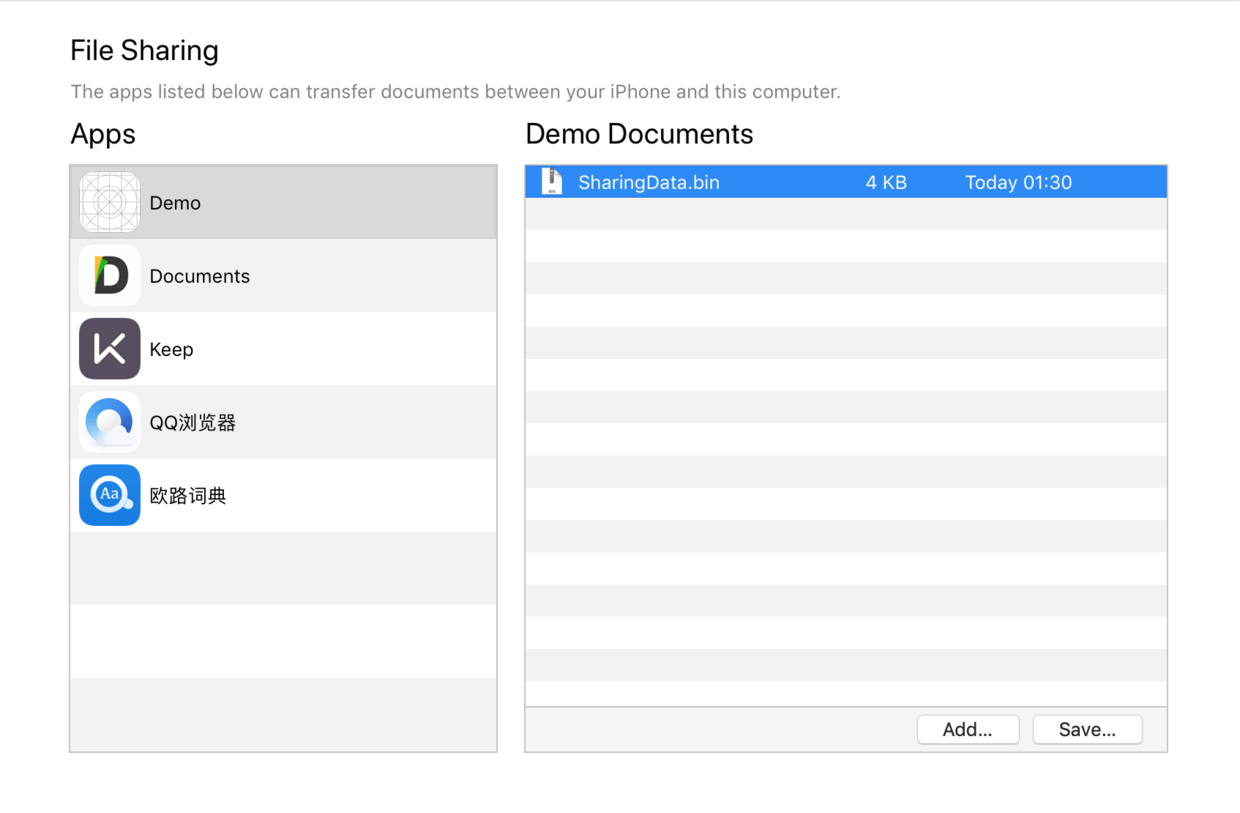 File Sharing
The apps listed below can transfer documents between your iPhone and this computer.
Apps
Demo
Documents
Keep
QQ浏览器
Aa
欧路词典
Demo Documents
SharingData.bin 4 KB Today 01:30
Add... Save...